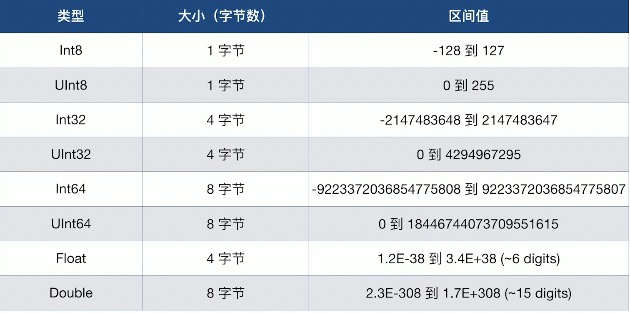 类型 大小（字节数） 区间值
Int8 1 字节 -128 到 127
UInt8 1 字节 0 到 255
Int32 4 字节 -2147483648 到 2147483647
UInt32 4 字节 0 到 4294967295
Int64 8 字节 -9223372036854775808 到 9223372036854775807
UInt64 8 字节 0 到 18446744073709551615
Float 4 字节 1.2E-38 到 3.4E+38 (~6 digits)
Double 8 字节 2.3E-308 到 1.7E+308 (~15 digits)